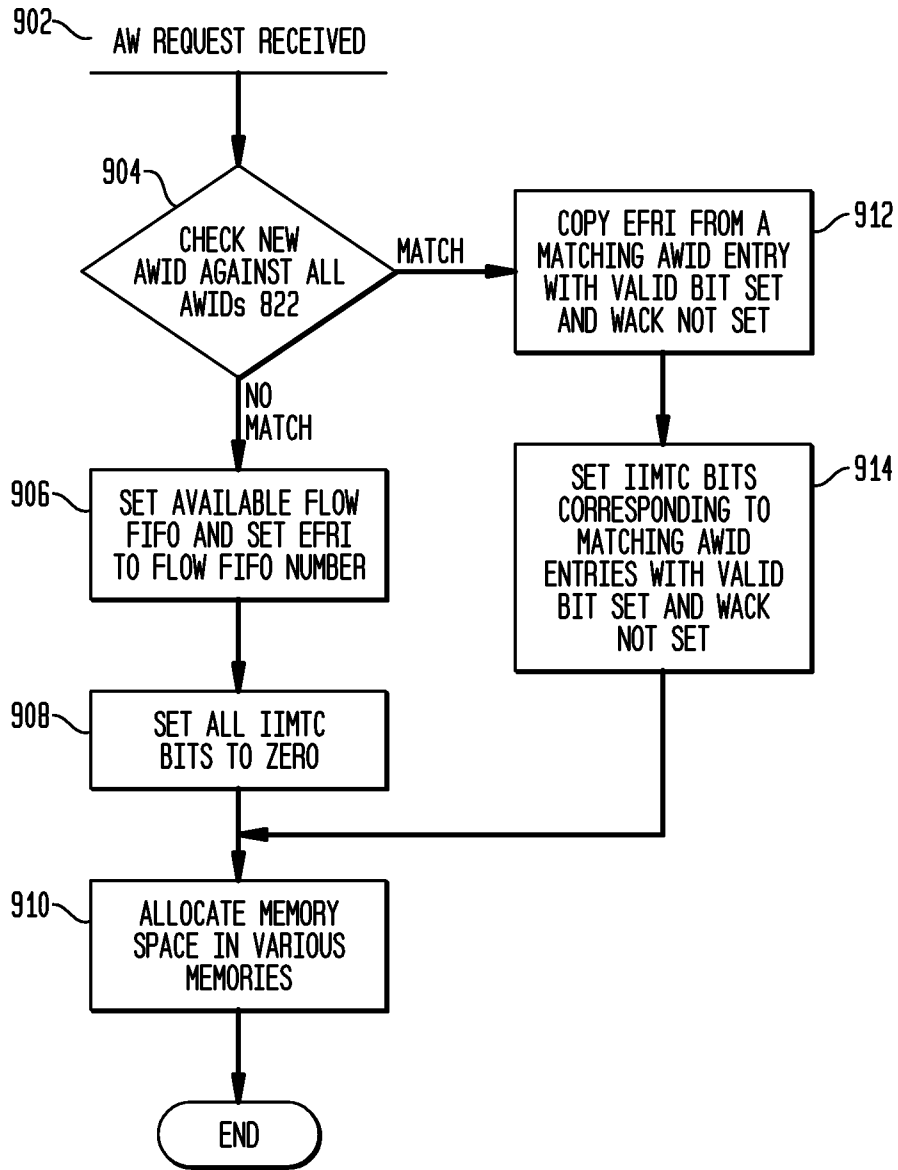 902
AW REQUEST RECEIVED
904
CHECK NEW
AWID AGAINST ALL
AWIDs 822
MATCH
COPY EFRI FROM A
MATCHING AWID ENTRY
WITH VALID BIT SET
AND WACK NOT SET
912
NO
MATCH
906
SET AVAILABLE FLOW
FIFO AND SET EFRI
TO FLOW FIFO NUMBER
SET IIMTC BITS
CORRESPONDING TO
MATCHING AWID
ENTRIES WITH VALID
BIT SET AND WACK
NOT SET
914
908
SET ALL IIMTC
BITS TO ZERO
910
ALLOCATE MEMORY
SPACE IN VARIOUS
MEMORIES
END